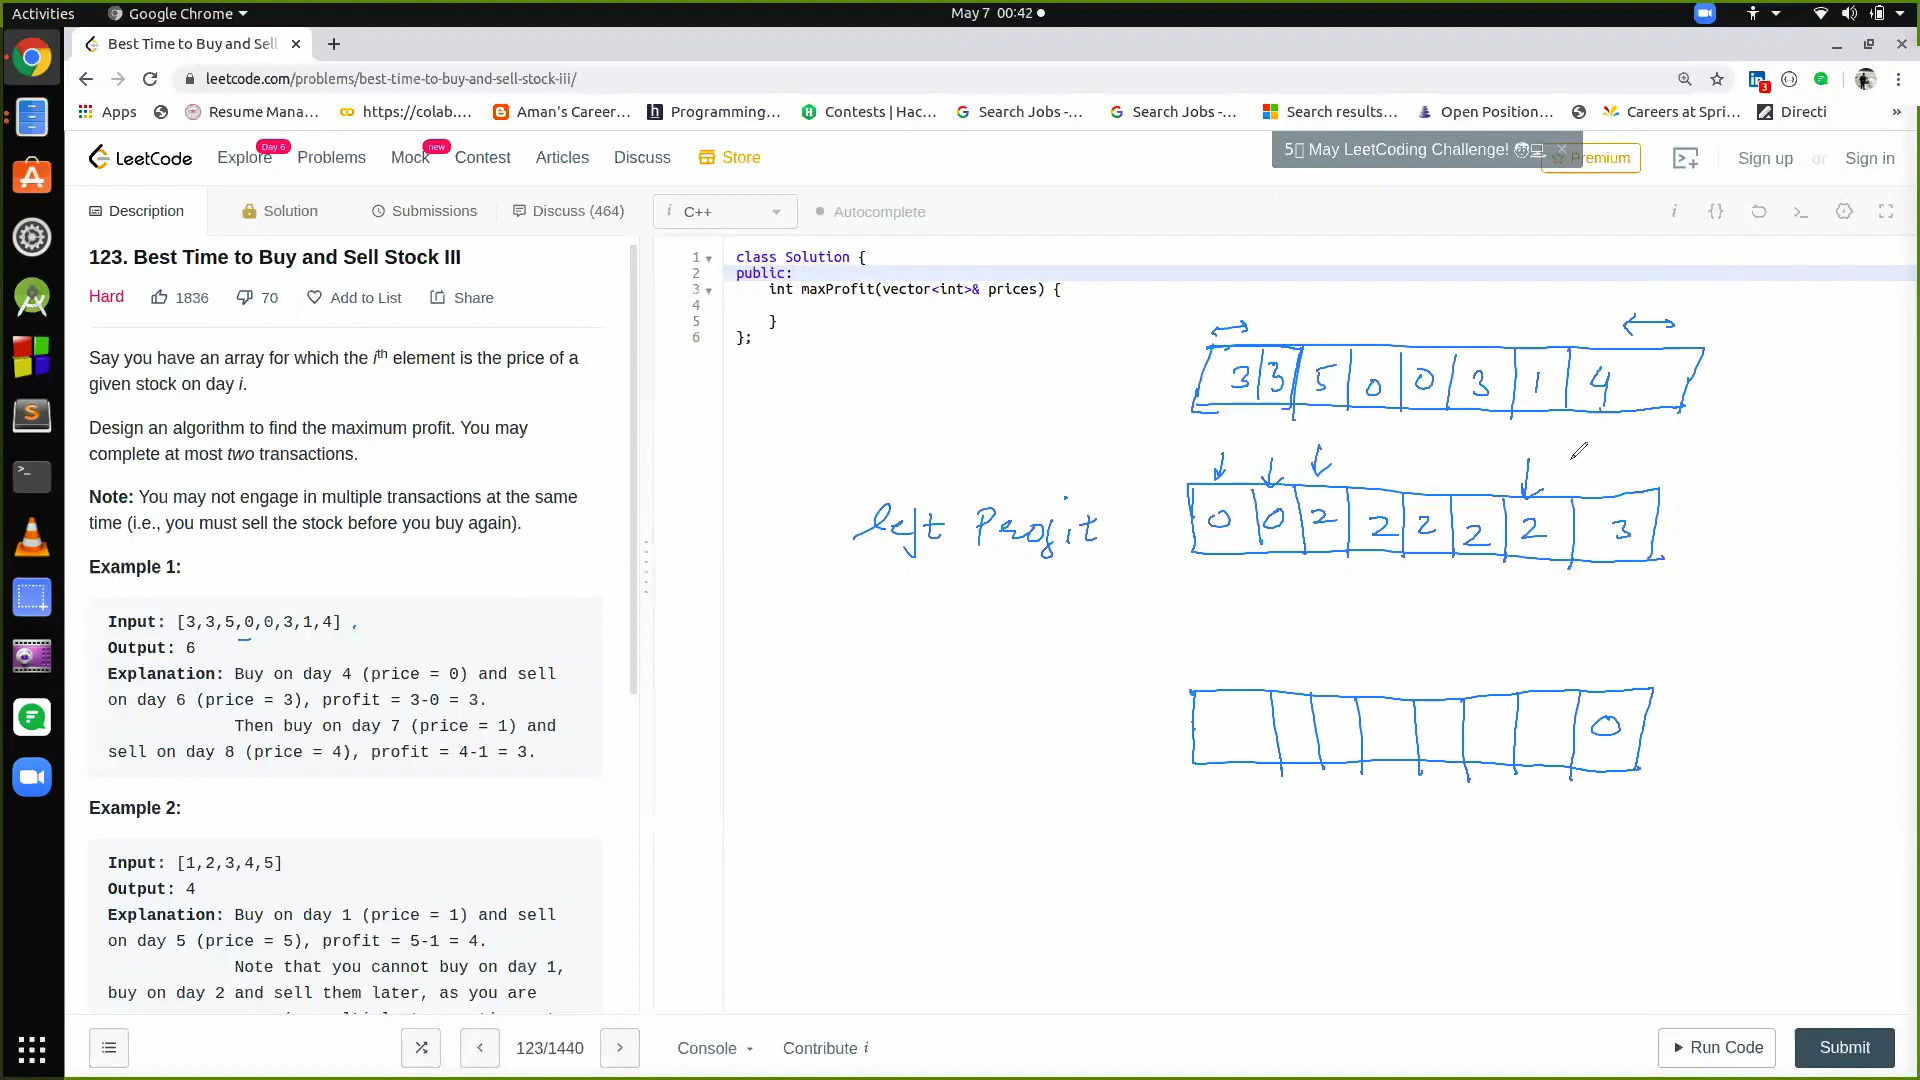 Activities
Google Chrome
May 7 00:42
Best Time to Buy and Sell
leetcode.com/problems/best-time-to-buy-and-sell-stock-iii/
3
Apps
Resume Mana...
https://colab....
Aman's Career...
Programming...
Contests | Hac...
Search Jobs -...
Search Jobs -...
Search results...
Open Position...
Careers at Spri...
Directi
»
LeetCode
Explore
Day 6
Problems
Mock
new
Contest
Articles
Discuss
Store
May LeetCoding Challenge!
Premium
Sign up
or
Sign in
Description
Solution
Submissions
Discuss (464)
i C++
Autocomplete
123. Best Time to Buy and Sell Stock III
Hard
1836
70
Add to List
Share
Say you have an array for which the ith element is the price of a
given stock on day i.
Design an algorithm to find the maximum profit. You may
complete at most two transactions.
Note: You may not engage in multiple transactions at the same
time (i.e., you must sell the stock before you buy again).
Example 1:
Input: [3,3,5,0,0,3,1,4]
Output: 6
Explanation: Buy on day 4 (price = 0) and sell
on day 6 (price = 3), profit = 3-0 = 3.
Then buy on day 7 (price = 1) and
sell on day 8 (price = 4), profit = 4-1 = 3.
Example 2:
Input: [1,2,3,4,5]
Output: 4
Explanation: Buy on day 1 (price = 1) and sell
on day 5 (price = 5), profit = 5-1 = 4.
Note that you cannot buy on day 1,
buy on day 2 and sell them later, as you are
1 class Solution {
2 public:
3 int maxProfit(vector<int>& prices) {
4
5 }
6 };
3 3 5 0 0 3 1 4
left Profit
0 0 2 2 2 2 2 3
0
123/1440
Console
Contribute i
Run Code
Submit